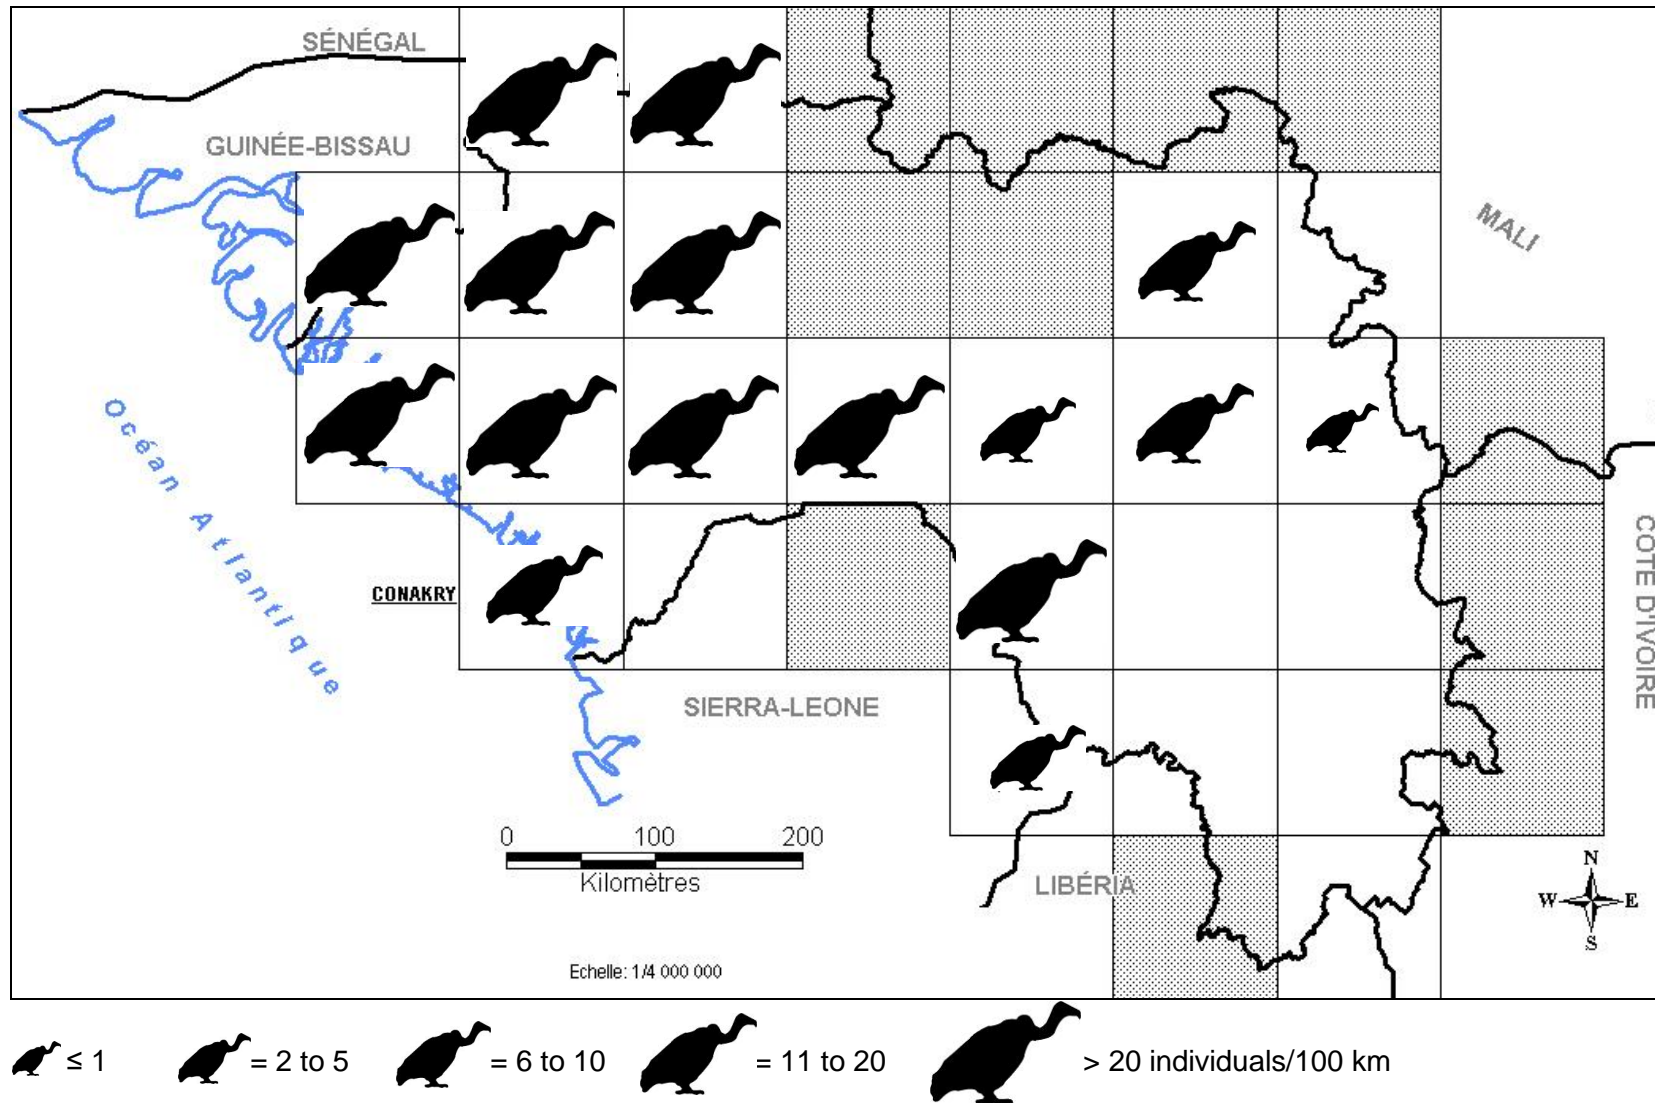 SÉNÉGAL
GUINÉE-BISSAU
MALI
Océan Atlantique
CONAKRY
COTE D'IVOIRE
SIERRA-LEONE
0 100 200
Kilomètres
LIBÉRIA
N
W E
S
Echelle: 1/4 000 000
≤ 1 = 2 to 5 = 6 to 10 = 11 to 20 > 20 individuals/100 km